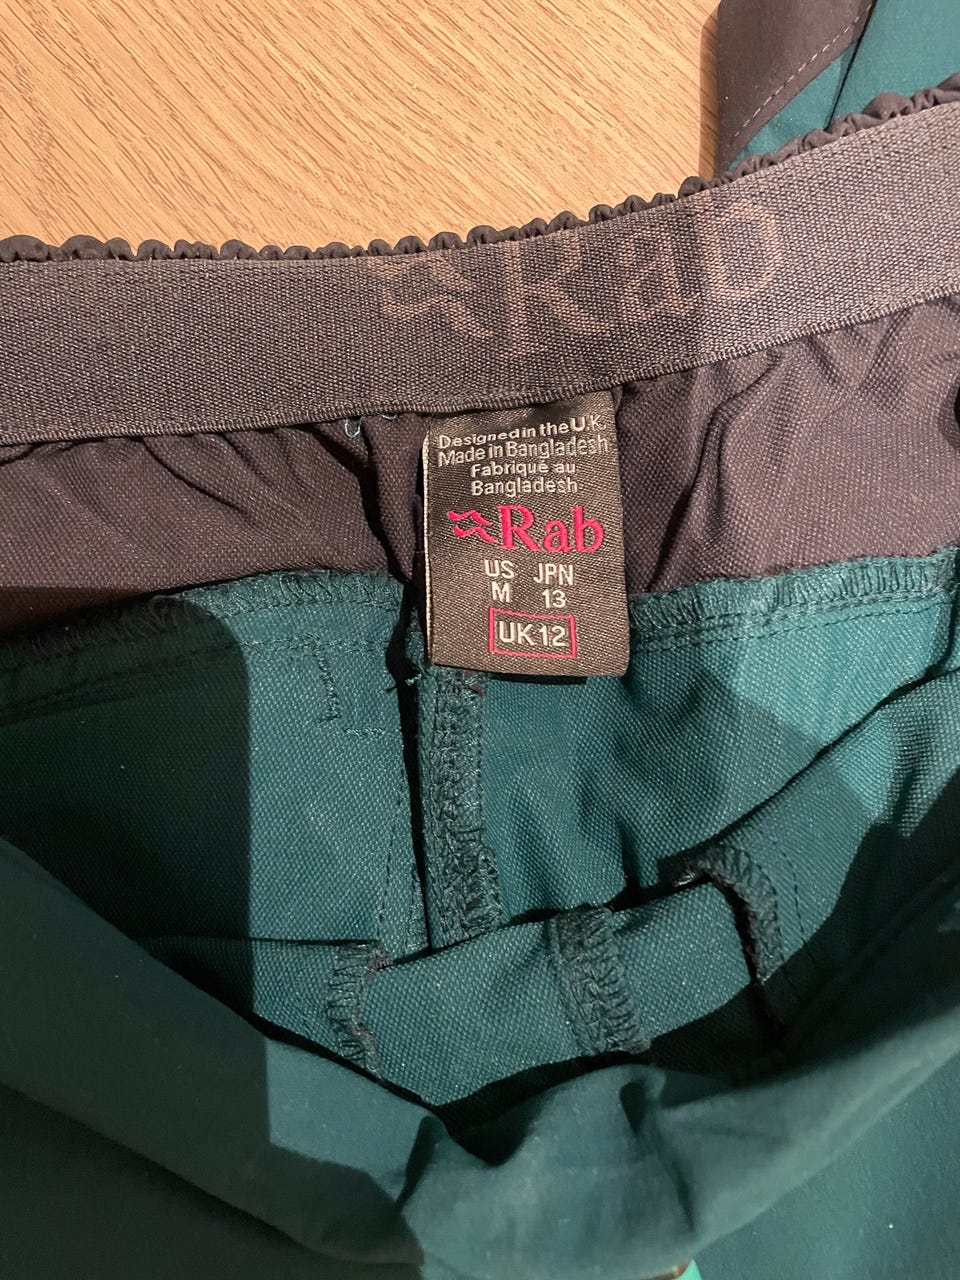 Rab
Designed in the U.K.
Made in Bangladesh
Fabriqué au
Bangladesh
Rab
US JPN
M 13
UK 12